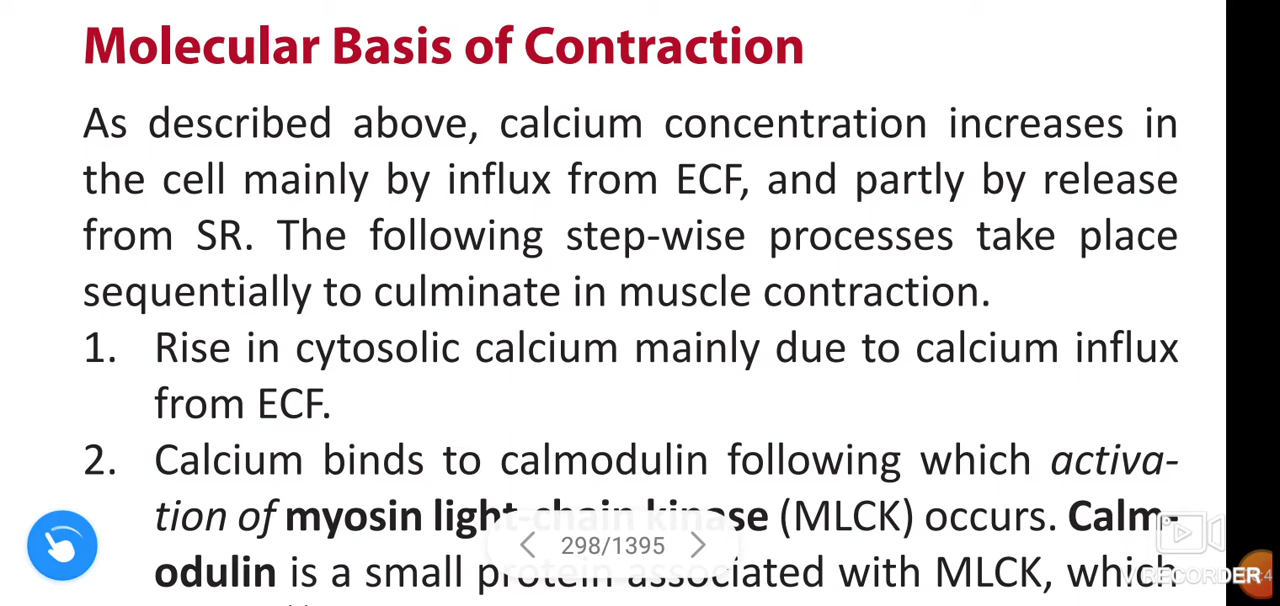 Molecular Basis of Contraction
As described above, calcium concentration increases in
the cell mainly by influx from ECF, and partly by release
from SR. The following step-wise processes take place
sequentially to culminate in muscle contraction.
1. Rise in cytosolic calcium mainly due to calcium influx
from ECF.
2. Calcium binds to calmodulin following which activa-
tion of myosin light-chain kinase (MLCK) occurs. Calm-
298/1395
odulin is a small protein associated with MLCK, which
RECORDER